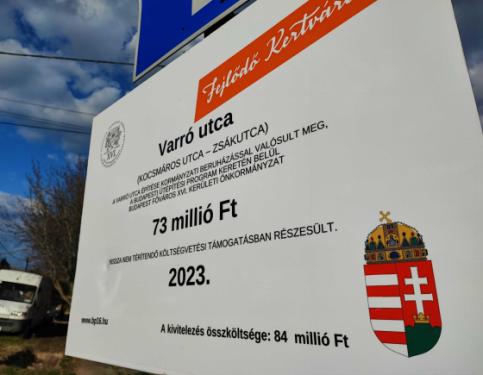 Fejlődő Kertváro
Varró utca
(KOCSMÁROS UTCA – ZSÁKUTCA)
A VARRÓ UTCA ÉPÍTÉSE KORMÁNYZATI BERUHÁZÁSSAL VALÓSULT MEG,
A BUDAPESTI ÚTÉPÍTÉSI PROGRAM KERETÉN BELÜL
BUDAPEST FŐVÁROS XVI. KERÜLETI ÖNKORMÁNYZAT
73 millió Ft
VISSZA NEM TÉRÍTENDŐ KÖLTSÉGVETÉSI TÁMOGATÁSBAN RÉSZESÜLT.
2023.
www.bp16.hu
A kivitelezés összköltsége: 84 millió Ft
XVI.